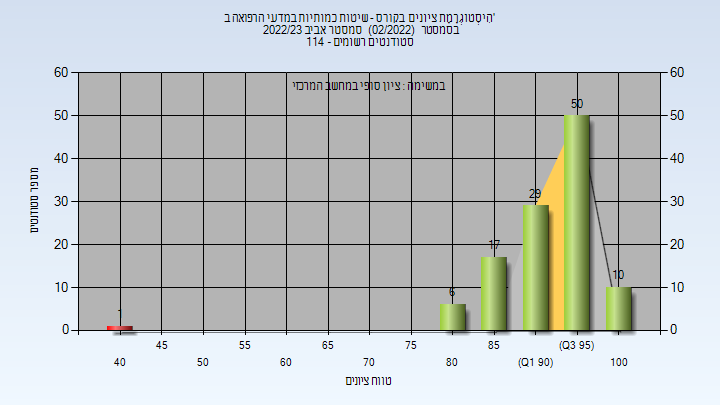 היסטוגרמת ציונים בקורס - שיטות כמותיות במדעי הרפואה ב'
בסמסטר (02/2022) סמסטר אביב 2022/23
סטודנטים רשומים - 114
במשימה : ציון סופי במחשב המרכזי
60 60
50 50
40 40
30 30
20 20
10 10
0 0
מספר סטודנטים
1 6 17 29 50 10
45 55 65 75 85 (Q3 95)
40 50 60 70 80 (Q1 90) 100
טווח ציונים